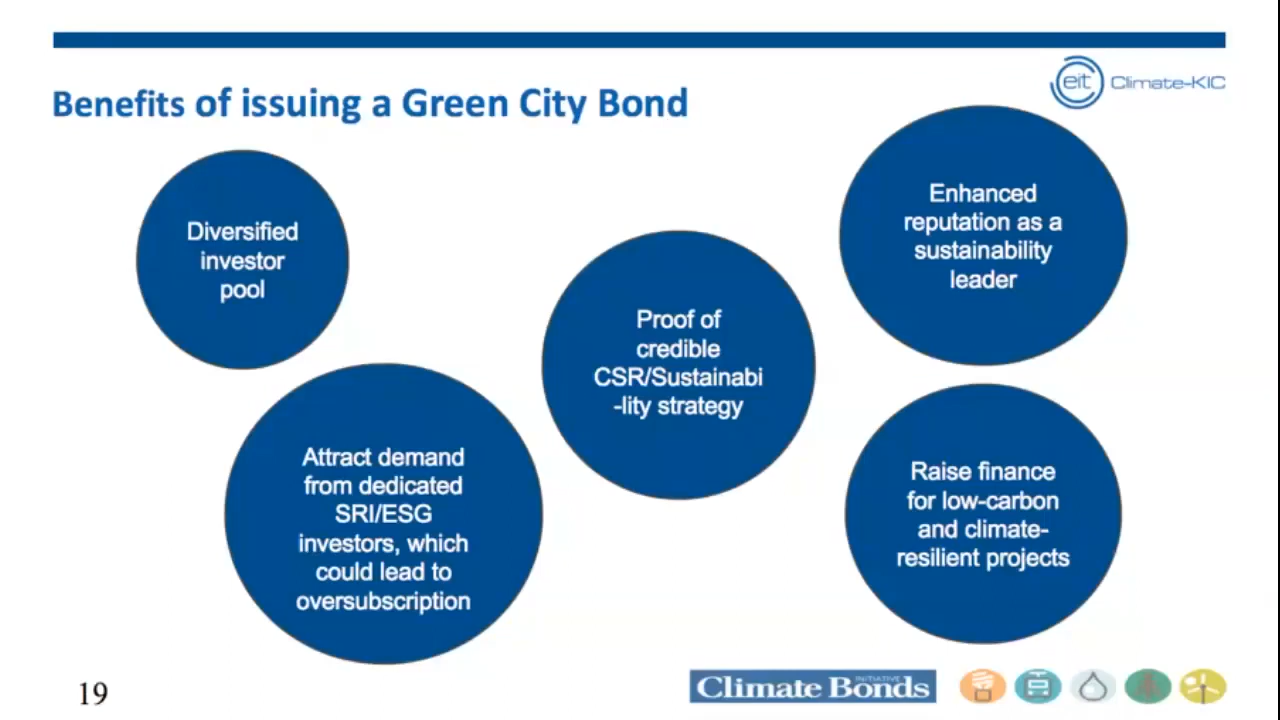 eit Climate-KIC
Benefits of issuing a Green City Bond
Diversified
investor
pool
Attract demand
from dedicated
SRI/ESG
investors, which
could lead to
oversubscription
Proof of
credible
CSR/Sustainabi
-lity strategy
Enhanced
reputation as a
sustainability
leader
Raise finance
for low-carbon
and climate-
resilient projects
19
Climate Bonds
INITIATIVE